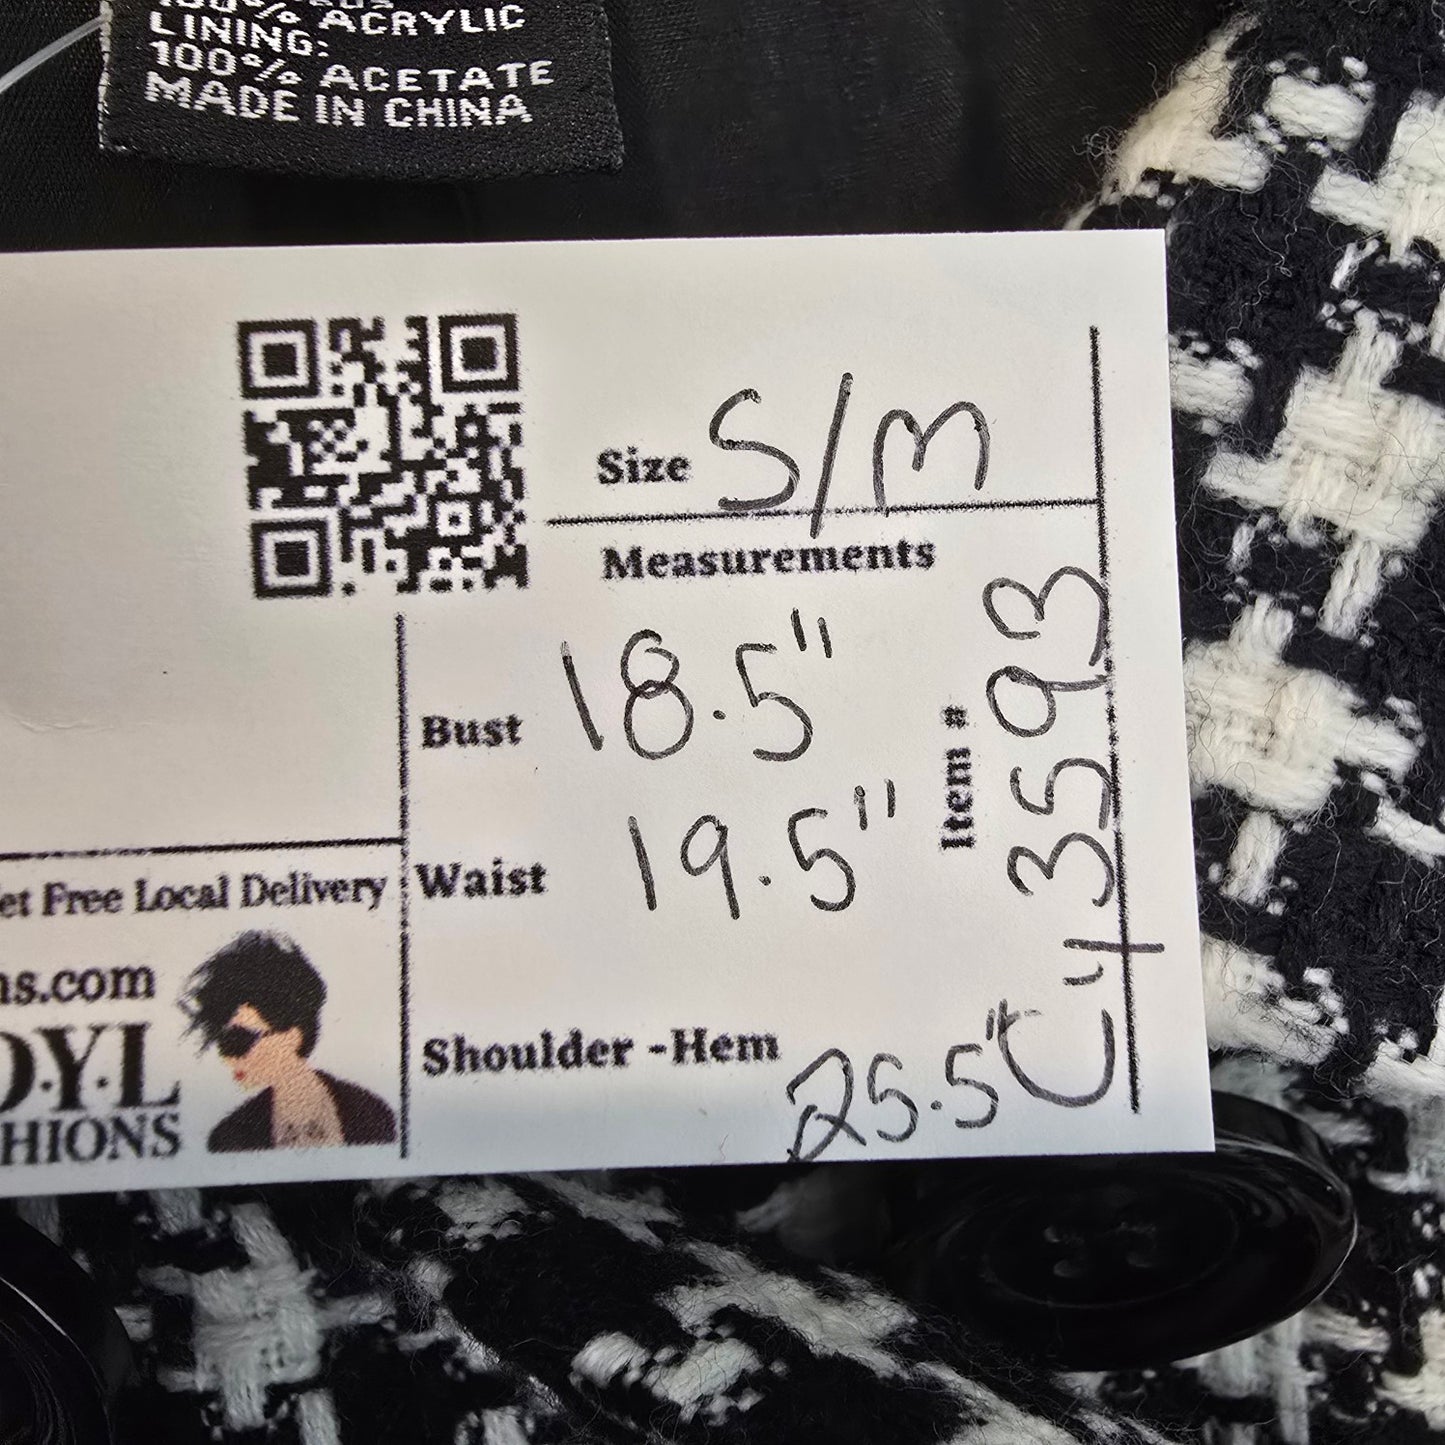 100% ACRYLIC
LINING:
100% ACETATE
MADE IN CHINA
Size S/M
Measurements
Bust 18.5"
Waist 19.5"
Shoulder -Hem 25.5"
Item # C43593
et Free Local Delivery
ns.com
O.Y.L
HIONS